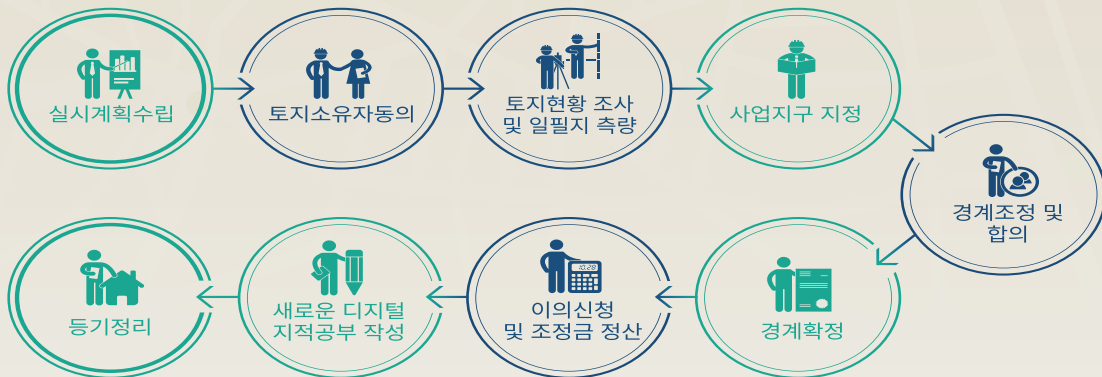 실시계획수립
토지소유자동의
토지현황 조사
및 일필지 측량
사업지구 지정
경계조정 및
합의
경계확정
10.28
이의신청
및 조정금 정산
새로운 디지털
지적공부 작성
등기정리